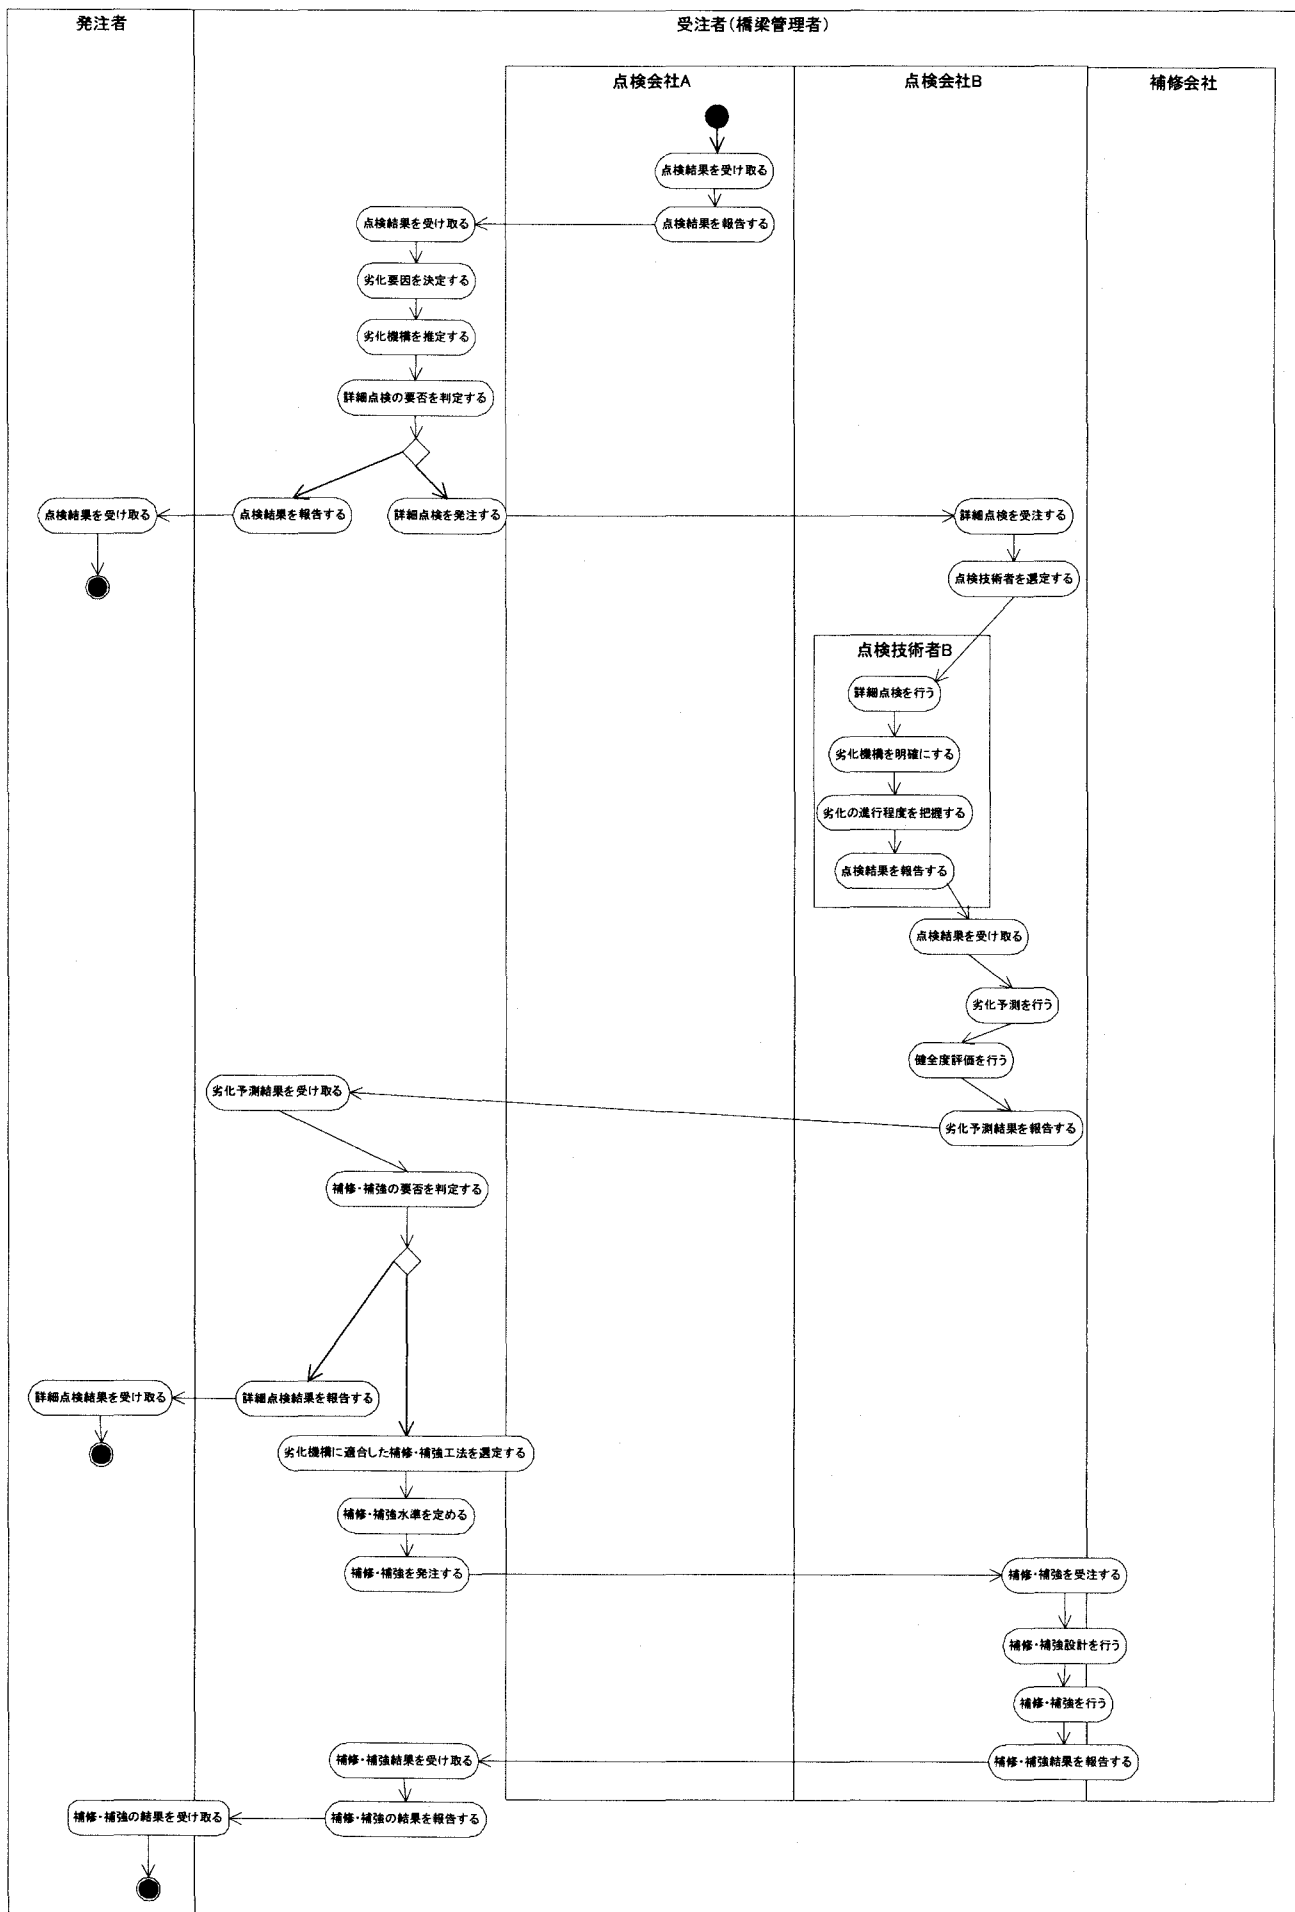 発注者
受注者(橋梁管理者)
点検会社A
点検会社B
補修会社
点検結果を受け取る
点検結果を受け取る
点検結果を報告する
劣化要因を決定する
劣化機構を推定する
詳細点検の要否を判定する
点検結果を受け取る
点検結果を報告する
詳細点検を発注する
詳細点検を受注する
点検技術者を選定する
点検技術者B
詳細点検を行う
劣化機構を明確にする
劣化の進行程度を把握する
点検結果を報告する
点検結果を受け取る
劣化予測を行う
健全度評価を行う
劣化予測結果を受け取る
劣化予測結果を報告する
補修・補強の要否を判定する
詳細点検結果を受け取る
詳細点検結果を報告する
劣化機構に適合した補修・補強工法を選定する
補修・補強水準を定める
補修・補強を発注する
補修・補強を受注する
補修・補強設計を行う
補修・補強を行う
補修・補強結果を受け取る
補修・補強結果を報告する
補修・補強の結果を受け取る
補修・補強の結果を報告する